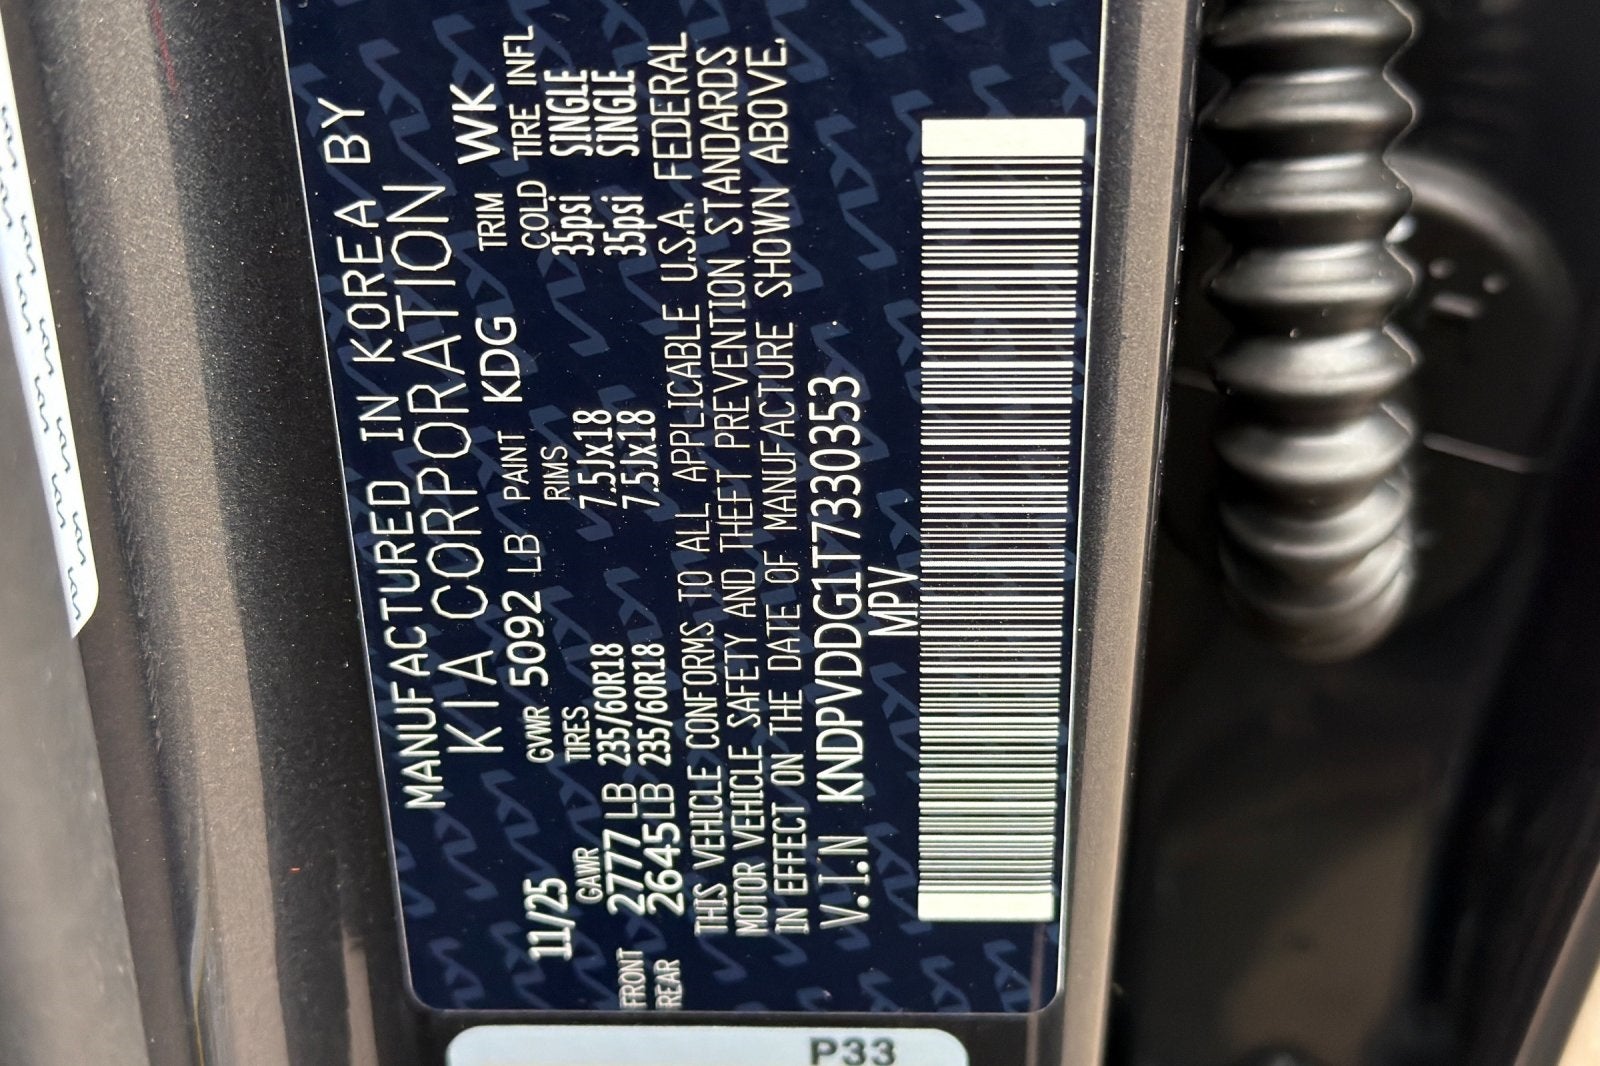 MANUFACTURED IN KOREA BY
KIA CORPORATION
11/25 GVWR 5092 LB PAINT KDG TRIM WK
GAWR TIRES RIMS COLD TIRE INFL
FRONT 2777 LB 235/60R18 7.5Jx18 35psi SINGLE
REAR 2645LB 235/60R18 7.5Jx18 35psi SINGLE
THIS VEHICLE CONFORMS TO ALL APPLICABLE U.S.A. FEDERAL
MOTOR VEHICLE SAFETY AND THEFT PREVENTION STANDARDS
IN EFFECT ON THE DATE OF MANUFACTURE SHOWN ABOVE.
V.I.N KNDPVDDG1T7330353
MPV
P33